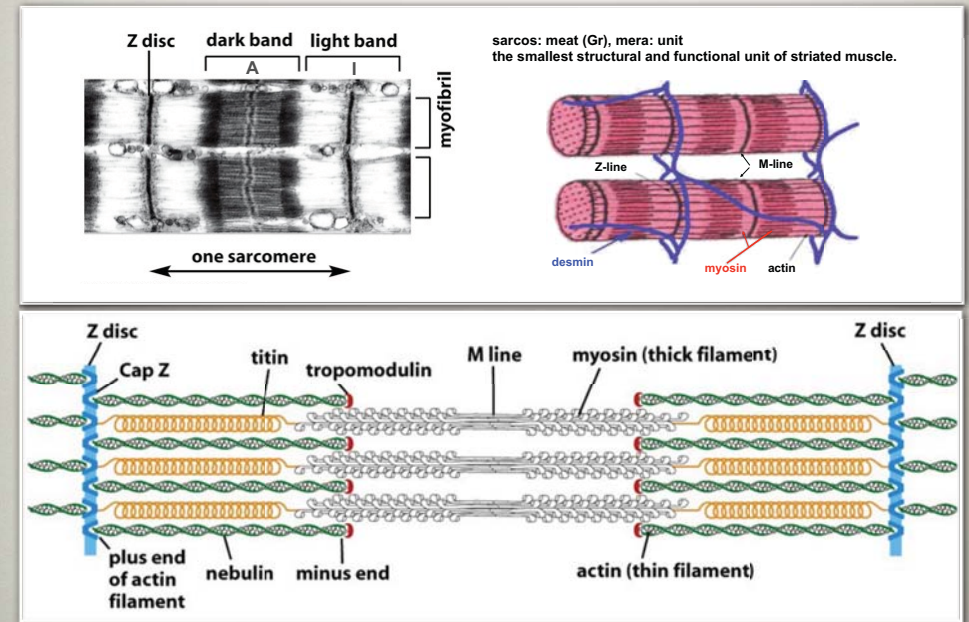 Z disc dark band light band
A I
myofibril
one sarcomere
sarcos: meat (Gr), mera: unit
the smallest structural and functional unit of striated muscle.
Z-line M-line
desmin myosin actin
Z disc Z disc
Cap Z titin tropomodulin M line myosin (thick filament)
plus end
of actin
filament
nebulin minus end actin (thin filament)